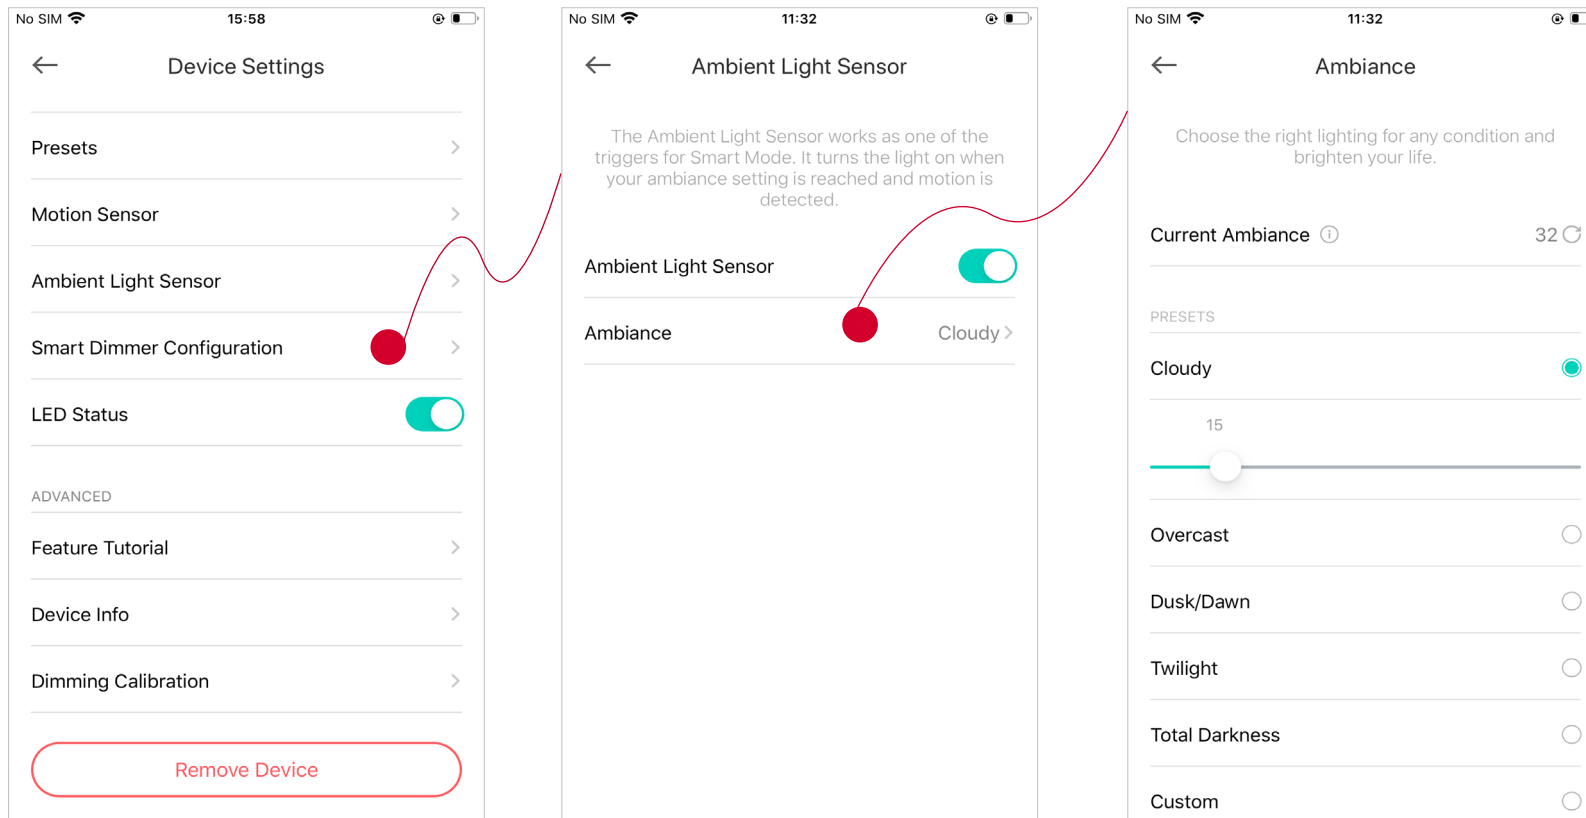 No SIM 15:58
Device Settings
Presets
Motion Sensor
Ambient Light Sensor
Smart Dimmer Configuration
LED Status
ADVANCED
Feature Tutorial
Device Info
Dimming Calibration
Remove Device
No SIM 11:32
Ambient Light Sensor
The Ambient Light Sensor works as one of the
triggers for Smart Mode. It turns the light on when
your ambiance setting is reached and motion is
detected.
Ambient Light Sensor
Ambiance Cloudy
No SIM 11:32
Ambiance
Choose the right lighting for any condition and
brighten your life.
Current Ambiance 32
PRESETS
Cloudy
15
Overcast
Dusk/Dawn
Twilight
Total Darkness
Custom